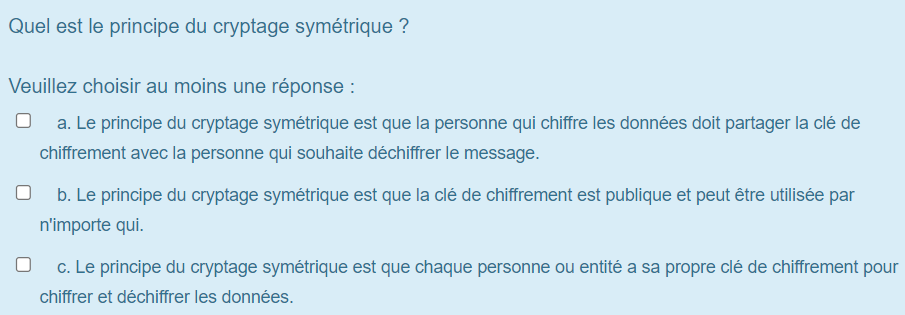 Quel est le principe du cryptage symétrique ?
Veuillez choisir au moins une réponse :
a. Le principe du cryptage symétrique est que la personne qui chiffre les données doit partager la clé de
chiffrement avec la personne qui souhaite déchiffrer le message.
b. Le principe du cryptage symétrique est que la clé de chiffrement est publique et peut être utilisée par
n'importe qui.
c. Le principe du cryptage symétrique est que chaque personne ou entité a sa propre clé de chiffrement pour
chiffrer et déchiffrer les données.